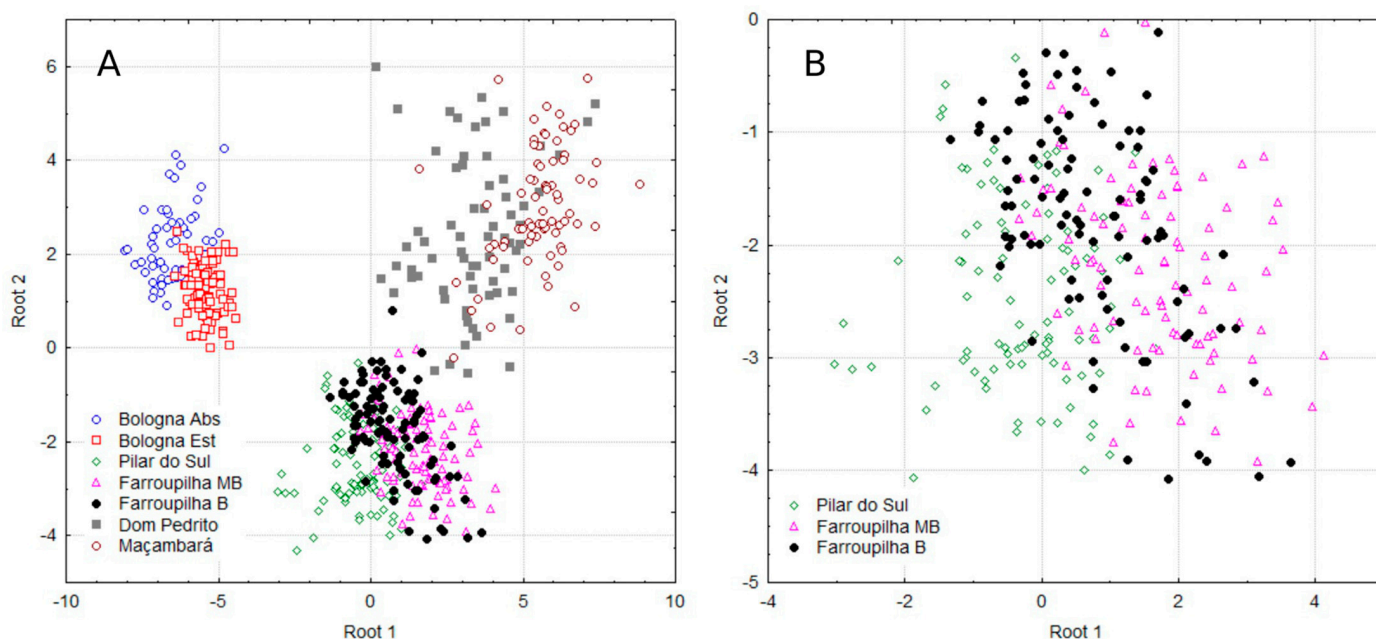 A
B
6
4
2
0
-2
-4
-10
-5
0
5
10
Root 1
Root 2
Bologna Abs
Bologna Est
Pilar do Sul
Farroupilha MB
Farroupilha B
Dom Pedrito
Maçambará
0
-1
-2
-3
-4
-5
-4
-2
0
2
4
Root 1
Root 2
Pilar do Sul
Farroupilha MB
Farroupilha B